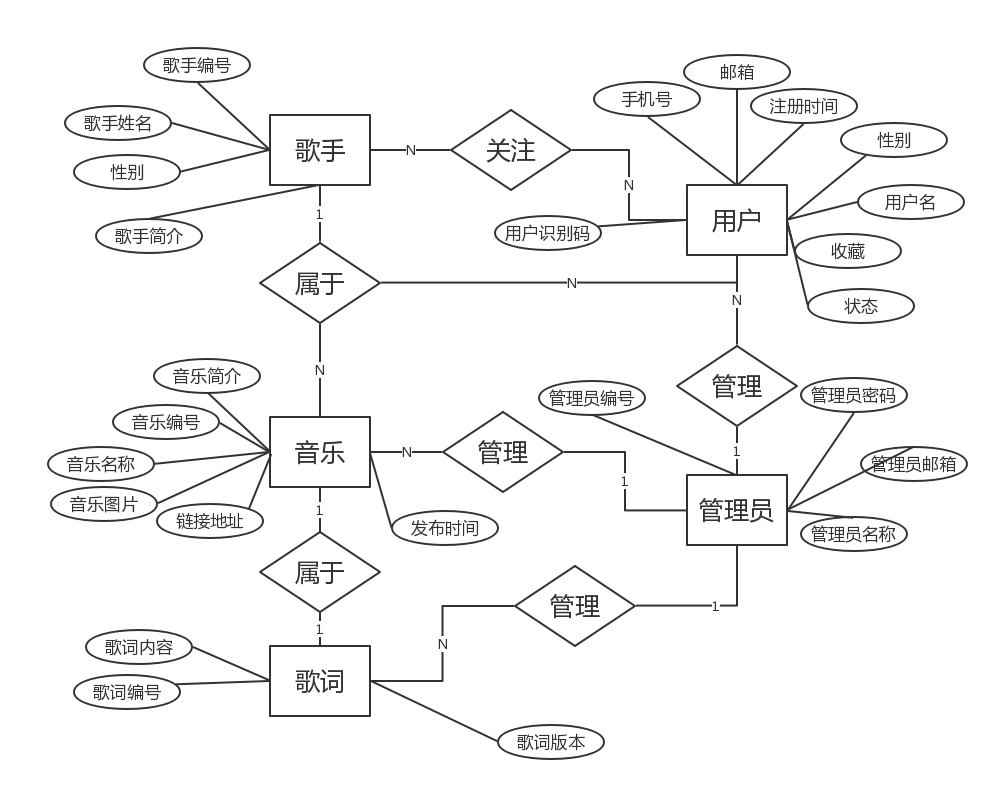 歌手编号
邮箱
手机号
注册时间
歌手姓名
性别
歌手
N
关注
性别
N
用户名
1
用户
用户识别码
歌手简介
收藏
属于
N
N
状态
N
音乐简介
管理
管理员编号
管理员密码
音乐编号
音乐
N
管理
1
音乐名称
管理员邮箱
1
音乐图片
1
管理员
链接地址
发布时间
管理员名称
属于
管理
1
1
N
歌词内容
歌词
歌词编号
歌词版本